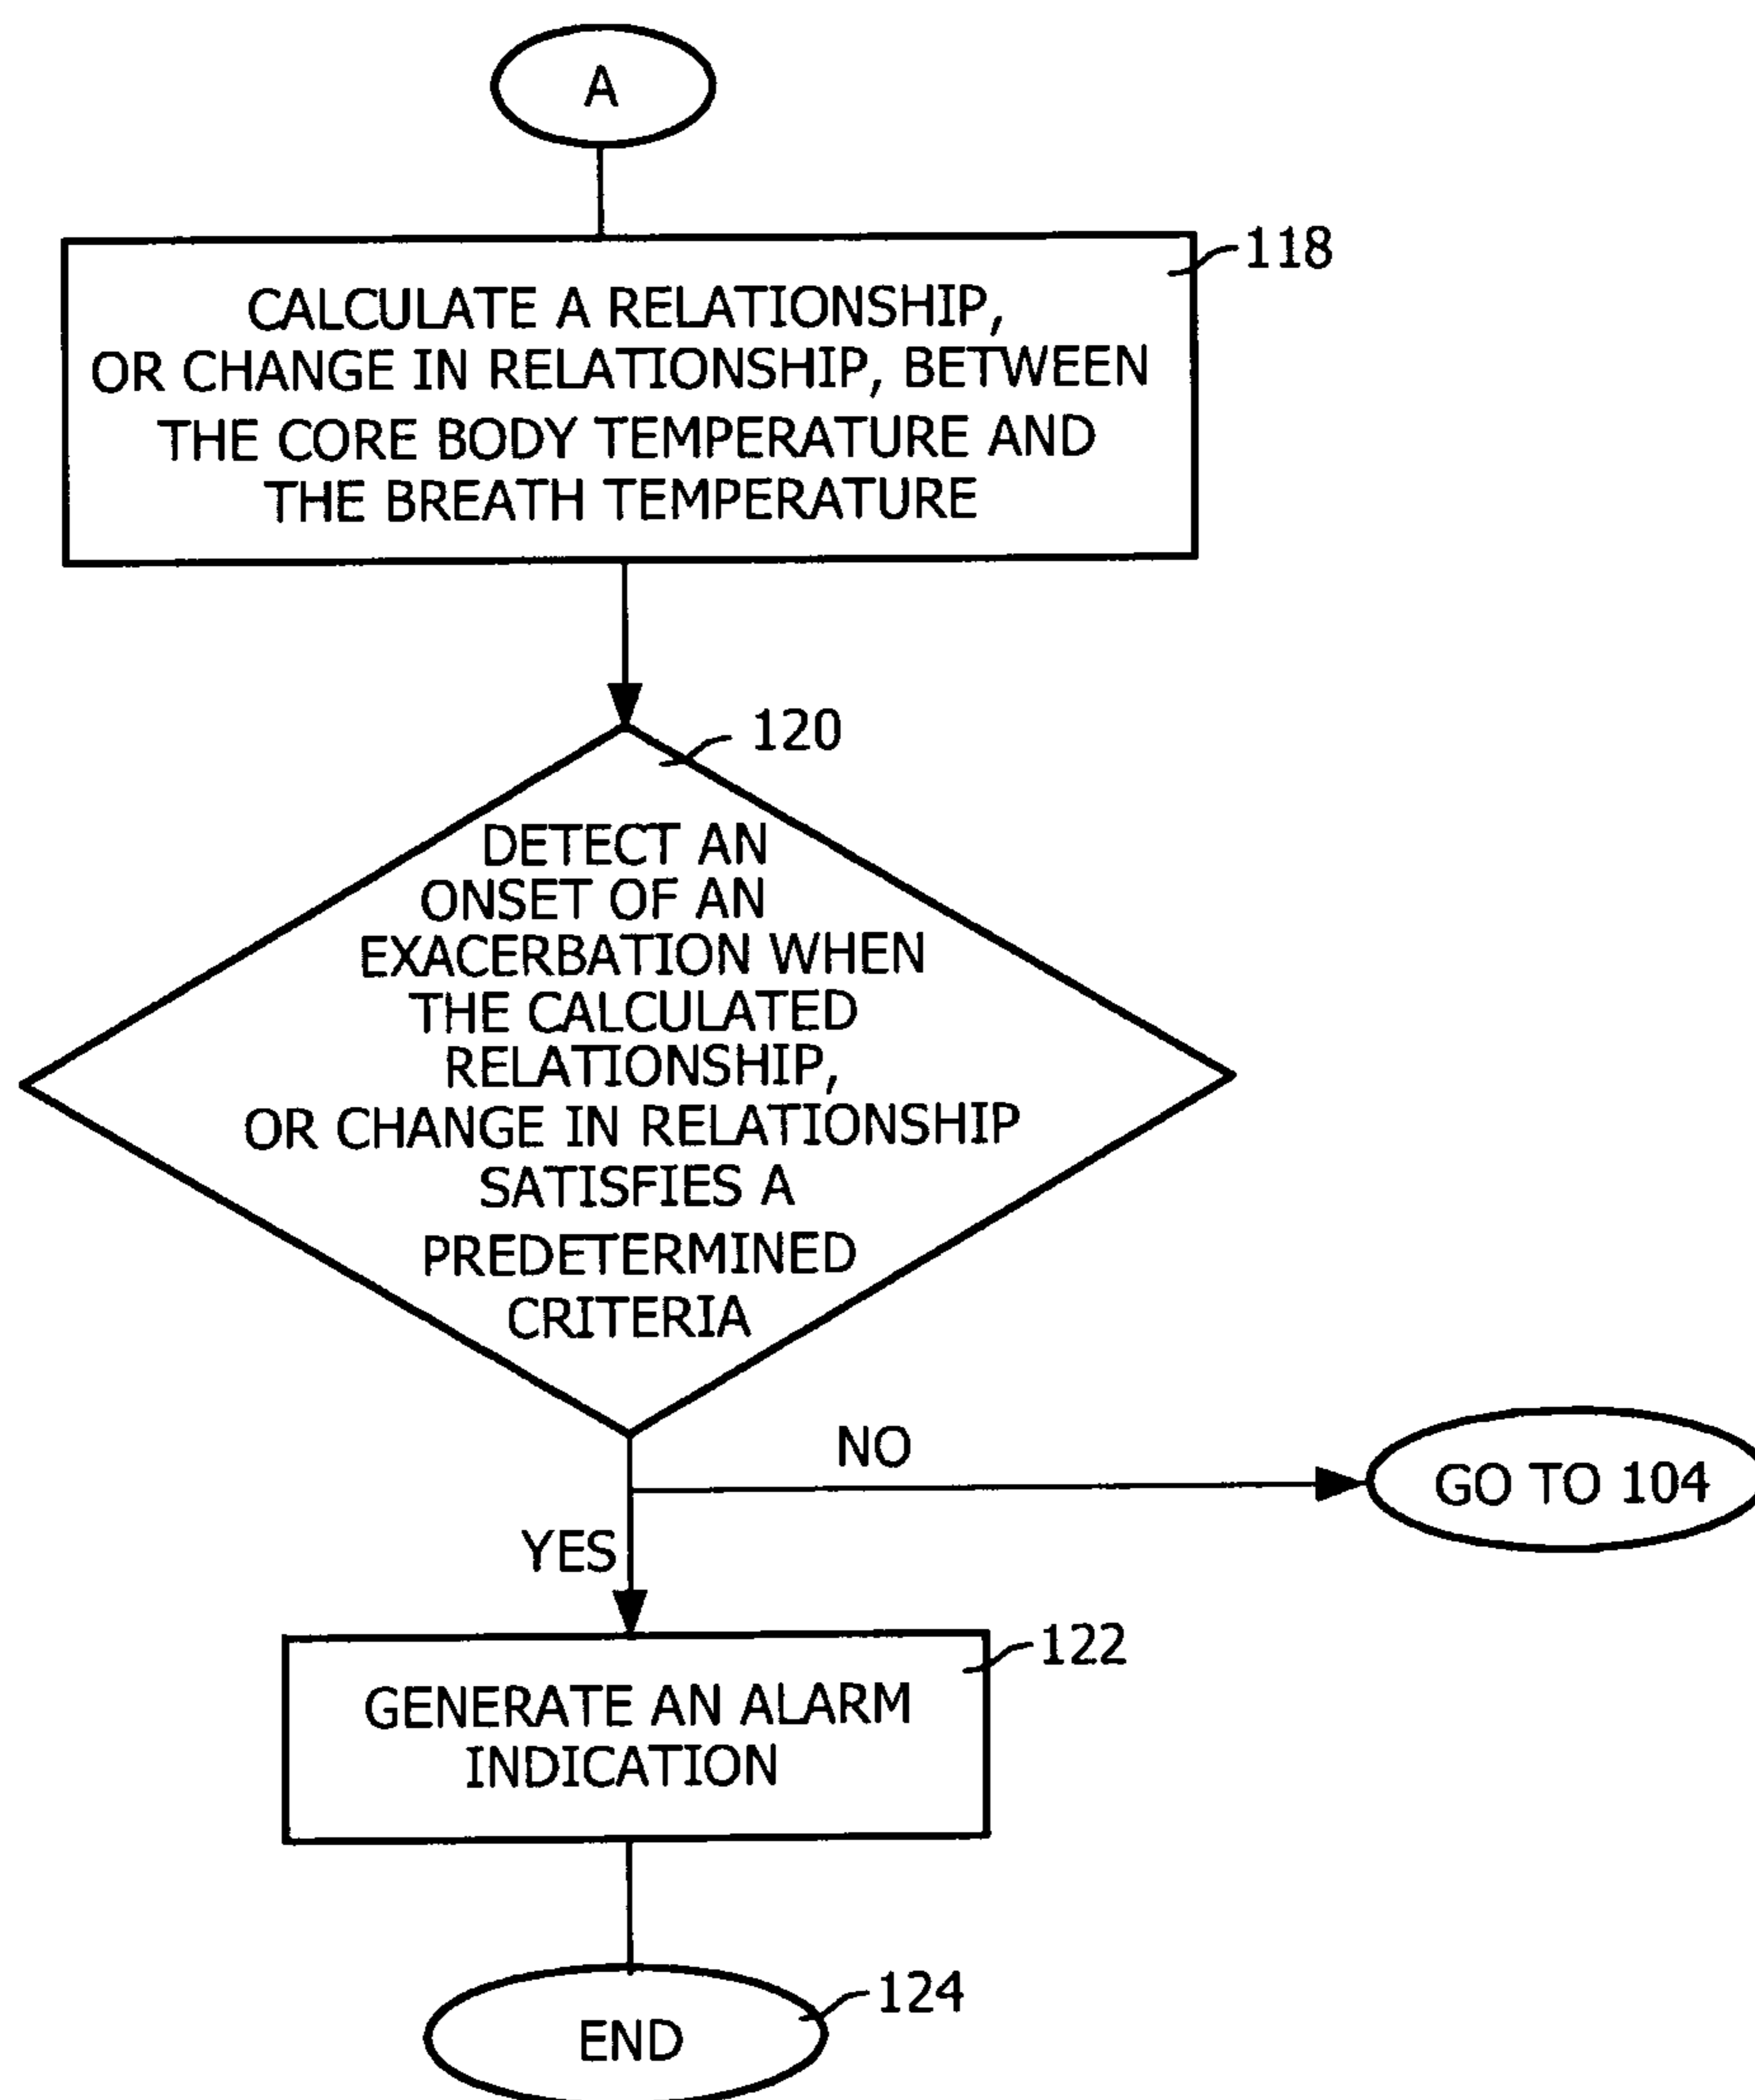 A
118
CALCULATE A RELATIONSHIP,
OR CHANGE IN RELATIONSHIP, BETWEEN
THE CORE BODY TEMPERATURE AND
THE BREATH TEMPERATURE
120
DETECT AN
ONSET OF AN
EXACERBATION WHEN
THE CALCULATED
RELATIONSHIP,
OR CHANGE IN RELATIONSHIP
SATISFIES A
PREDETERMINED
CRITERIA
NO
GO TO 104
YES
122
GENERATE AN ALARM
INDICATION
124
END